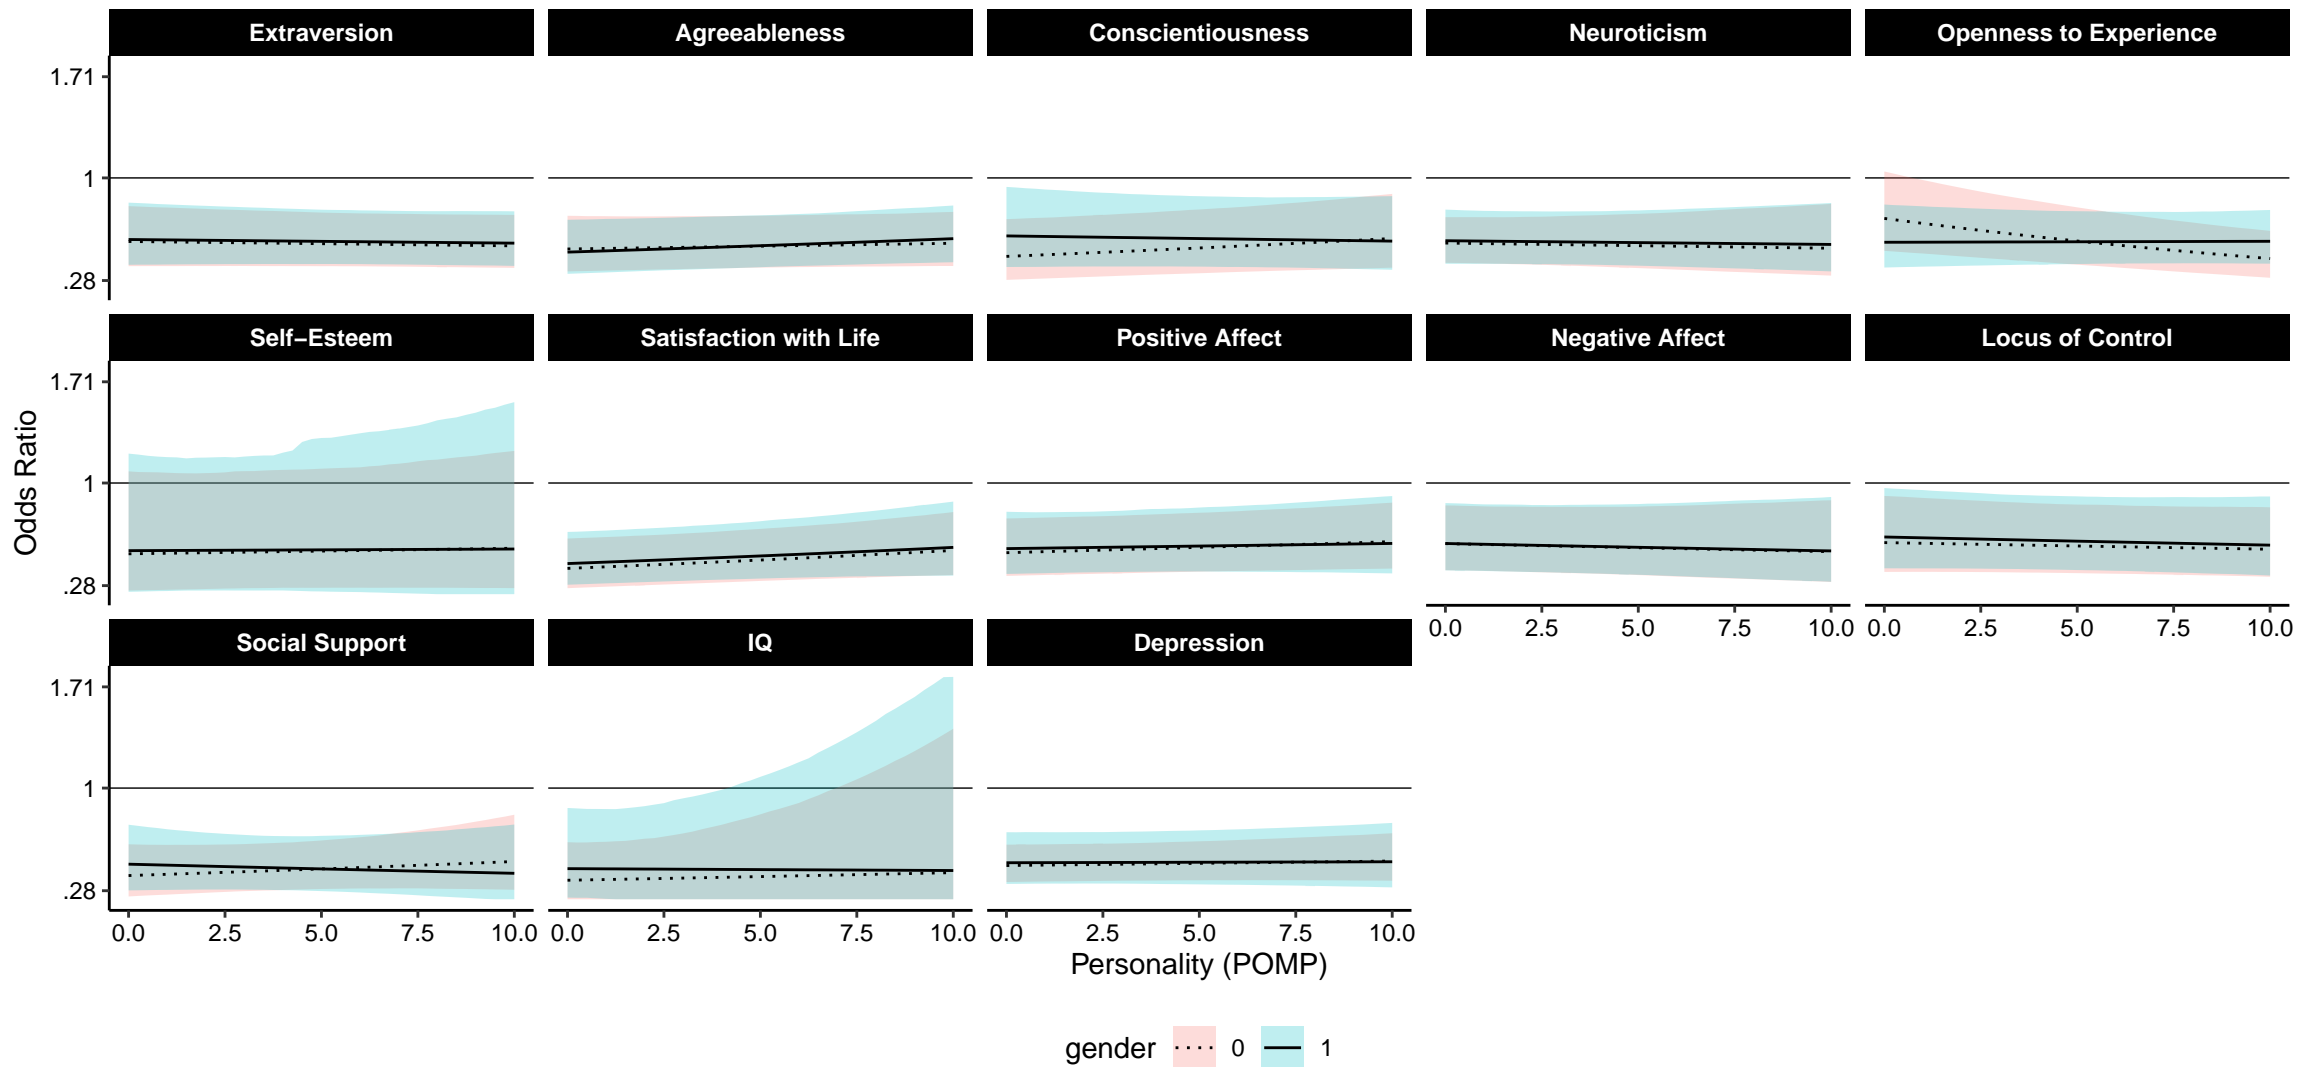 Extraversion Agreeableness Conscientiousness Neuroticism Openness to Experience
1.71
1
.28
Self−Esteem Satisfaction with Life Positive Affect Negative Affect Locus of Control
1.71
1
.28
0.0 2.5 5.0 7.5 10.0 0.0 2.5 5.0 7.5 10.0
Social Support IQ Depression
1.71
1
.28
0.0 2.5 5.0 7.5 10.0 0.0 2.5 5.0 7.5 10.0 0.0 2.5 5.0 7.5 10.0
Odds Ratio
Personality (POMP)
gender 0 1